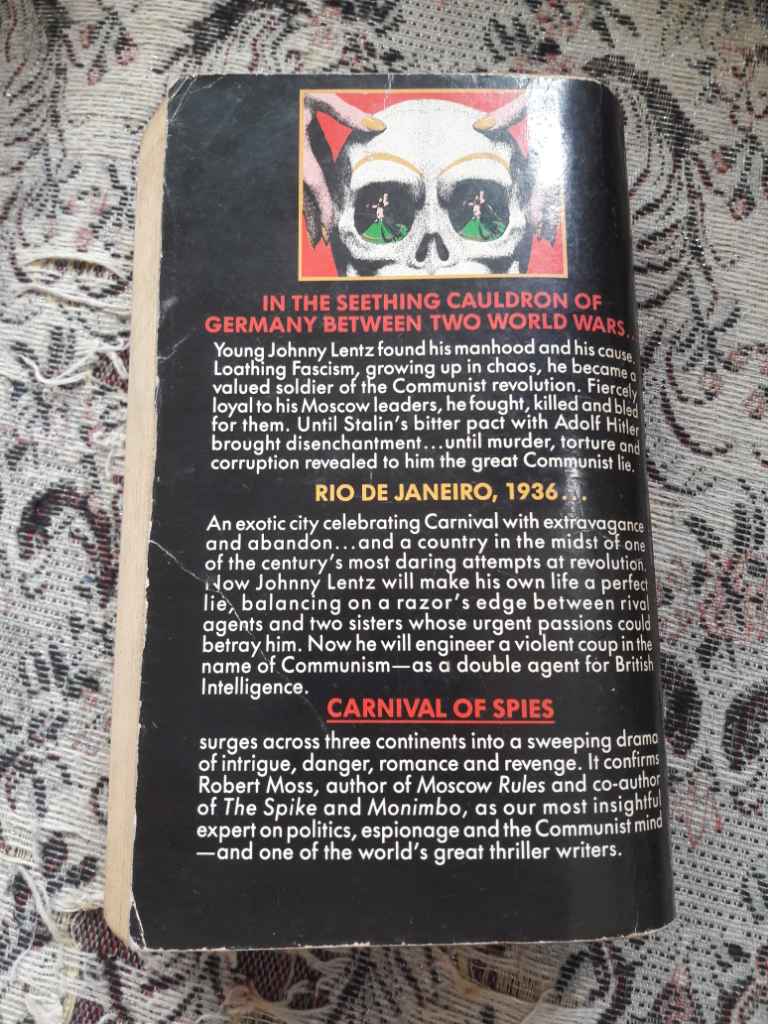 IN THE SEETHING CAULDRON OF
GERMANY BETWEEN TWO WORLD WARS...
Young Johnny Lentz found his manhood and his cause.
Loathing Fascism, growing up in chaos, he became a
valued soldier of the Communist revolution. Fiercely
loyal to his Moscow leaders, he fought, killed and bled
for them. Until Stalin's bitter pact with Adolf Hitler
brought disenchantment...until murder, torture and
corruption revealed to him the great Communist lie.
RIO DE JANEIRO, 1936...
An exotic city celebrating Carnival with extravagance
and abandon...and a country in the midst of one
of the century's most daring attempts at revolution.
Now Johnny Lentz will make his own life a perfect
lie, balancing on a razor's edge between rival
agents and two sisters whose urgent passions could
betray him. Now he will engineer a violent coup in the
name of Communism—as a double agent for British
Intelligence.
CARNIVAL OF SPIES
surges across three continents into a sweeping drama
of intrigue, danger, romance and revenge. It confirms
Robert Moss, author of Moscow Rules and co-author
of The Spike and Monimbo, as our most insightful
expert on politics, espionage and the Communist mind
—and one of the world's great thriller writers.